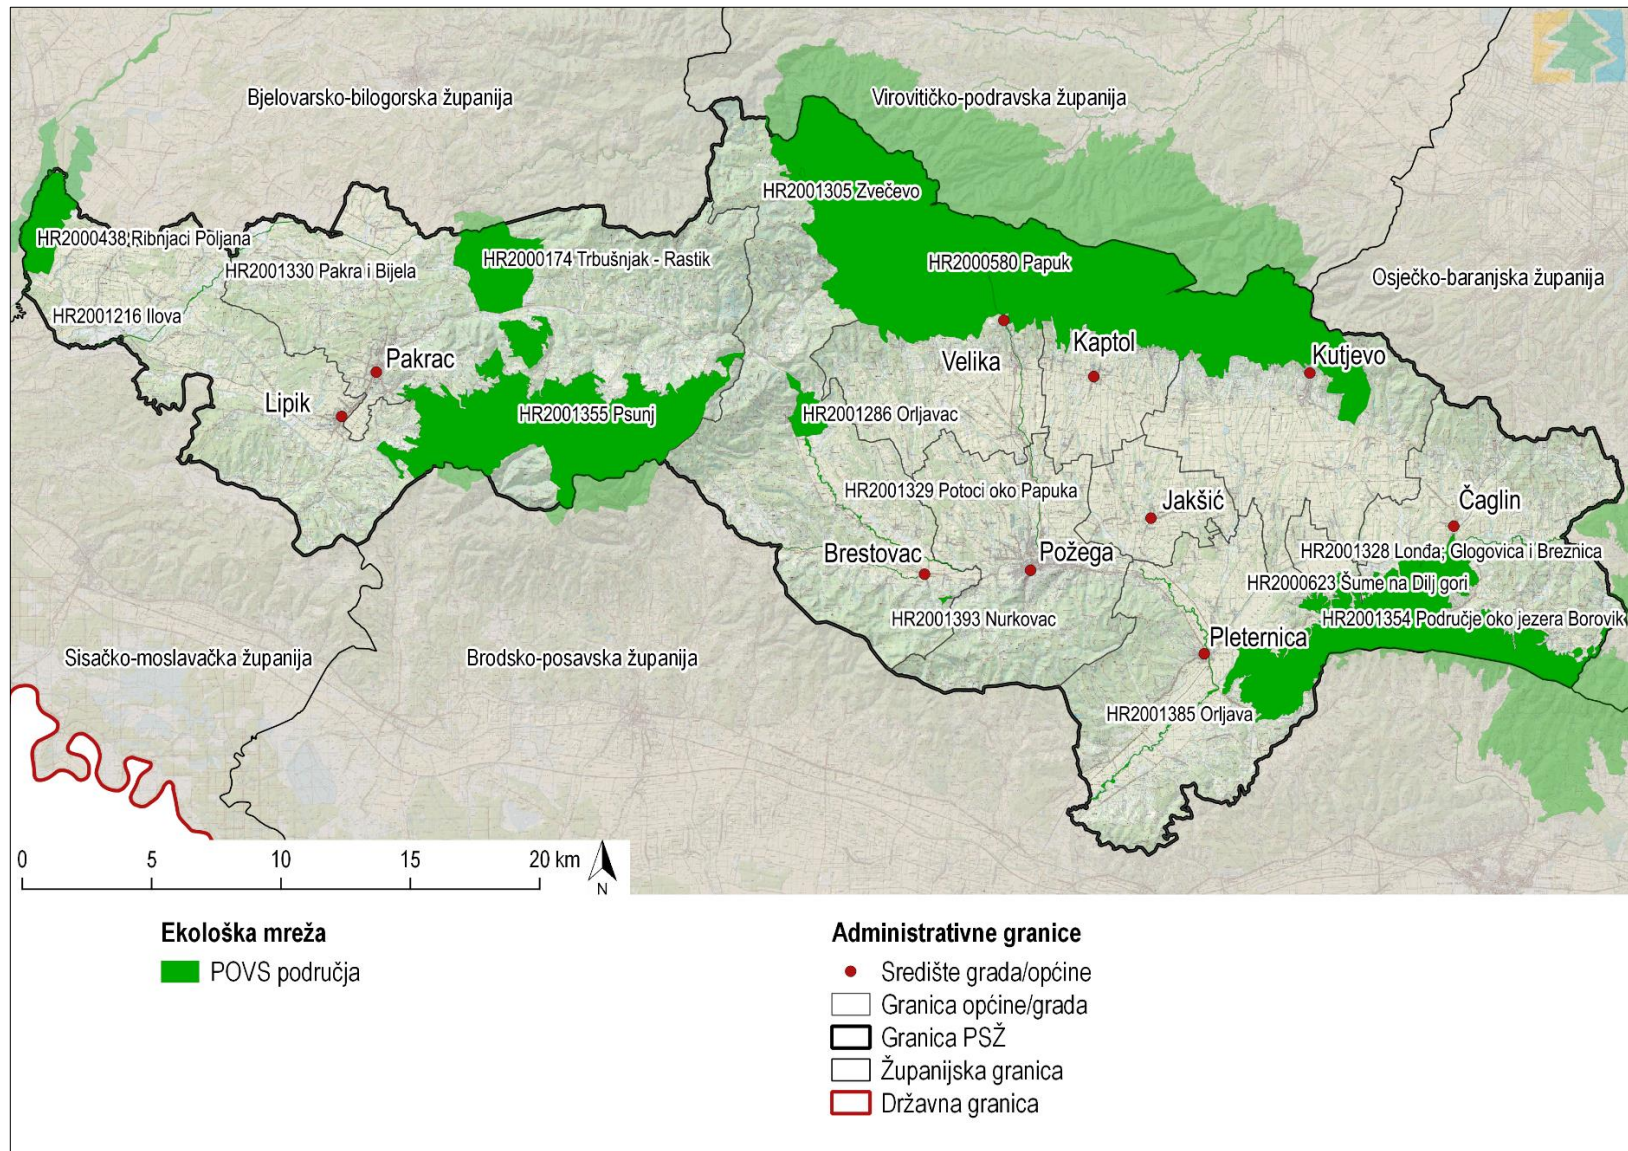 Bjelovarsko-bilogorska županija
Virovitičko-podravska županija
HR2001305 Zvečevo
HR2000438 Ribnjaci Poljana
HR2000174 Trbušnjak - Rastik
HR2000580 Papuk
HR2001330 Pakra i Bijela
Osječko-baranjska županija
HR2001216 Ilova
Pakrac
Velika
Kaptol
Kutjevo
Lipik
HR2001355 Psunj
HR2001286 Orljavac
HR2001329 Potoci oko Papuka
Jakšić
Čaglin
Brestovac
Požega
HR2001328 Lonđa, Glogovica i Breznica
HR2000623 Šume na Dilj gori
HR2001393 Nurkovac
HR2001354 Područje oko jezera Borovik
Pleternica
Sisačko-moslavačka županija
Brodsko-posavska županija
HR2001385 Orljava
0 5 10 15 20 km
N
Ekološka mreža
POVS područja
Administrativne granice
Središte grada/općine
Granica općine/grada
Granica PSŽ
Županijska granica
Državna granica